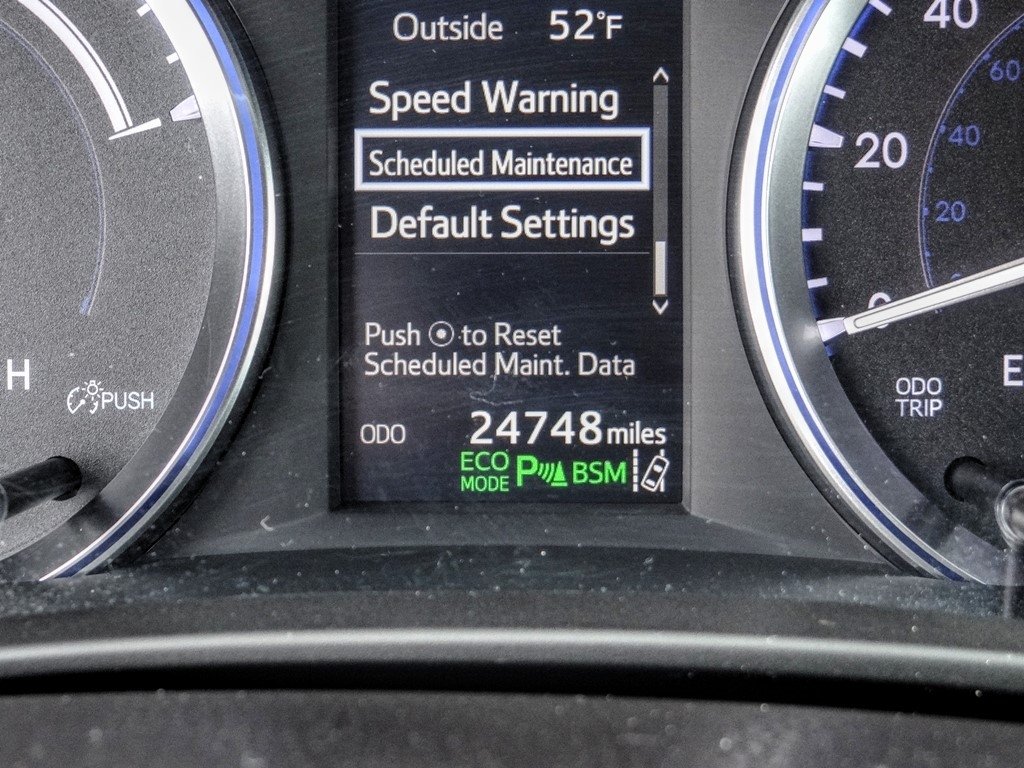 Outside 52°F
Speed Warning
Scheduled Maintenance
Default Settings
Push to Reset
Scheduled Maint. Data
ODO 24748 miles
ECO MODE P BSM
H
PUSH
40
20
0
60
40
20
ODO
TRIP
E